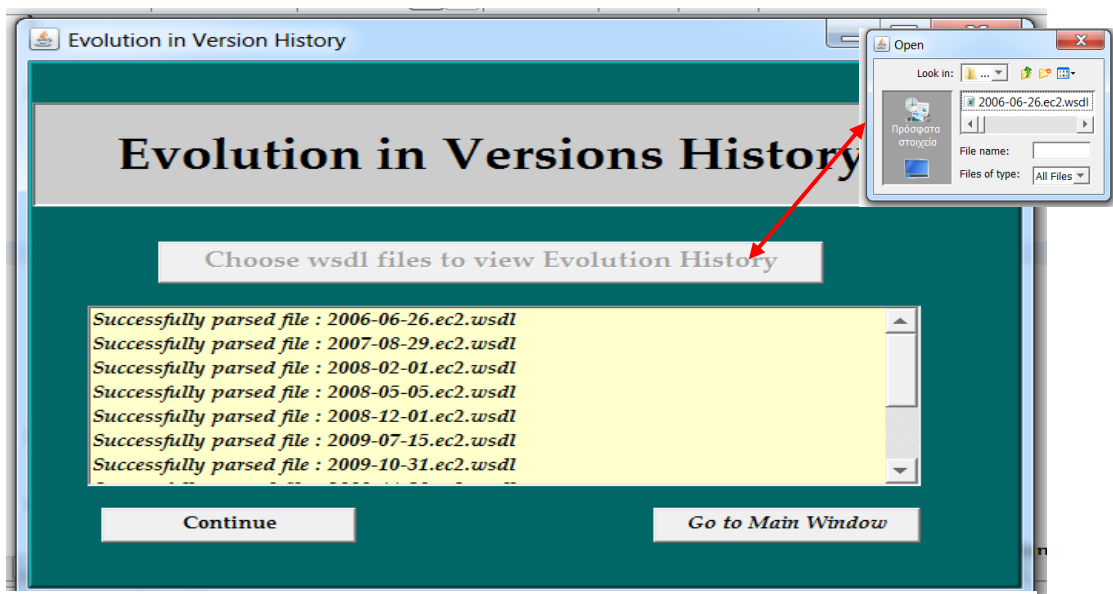 Evolution in Version History
Evolution in Versions History
Choose wsdl files to view Evolution History
Successfully parsed file : 2006-06-26.ec2.wsdl
Successfully parsed file : 2007-08-29.ec2.wsdl
Successfully parsed file : 2008-02-01.ec2.wsdl
Successfully parsed file : 2008-05-05.ec2.wsdl
Successfully parsed file : 2008-12-01.ec2.wsdl
Successfully parsed file : 2009-07-15.ec2.wsdl
Successfully parsed file : 2009-10-31.ec2.wsdl
Continue
Go to Main Window
Open
Look in:
...
2006-06-26.ec2.wsdl
Πρόσφατα
στοιχεία
File name:
Files of type:
All Files